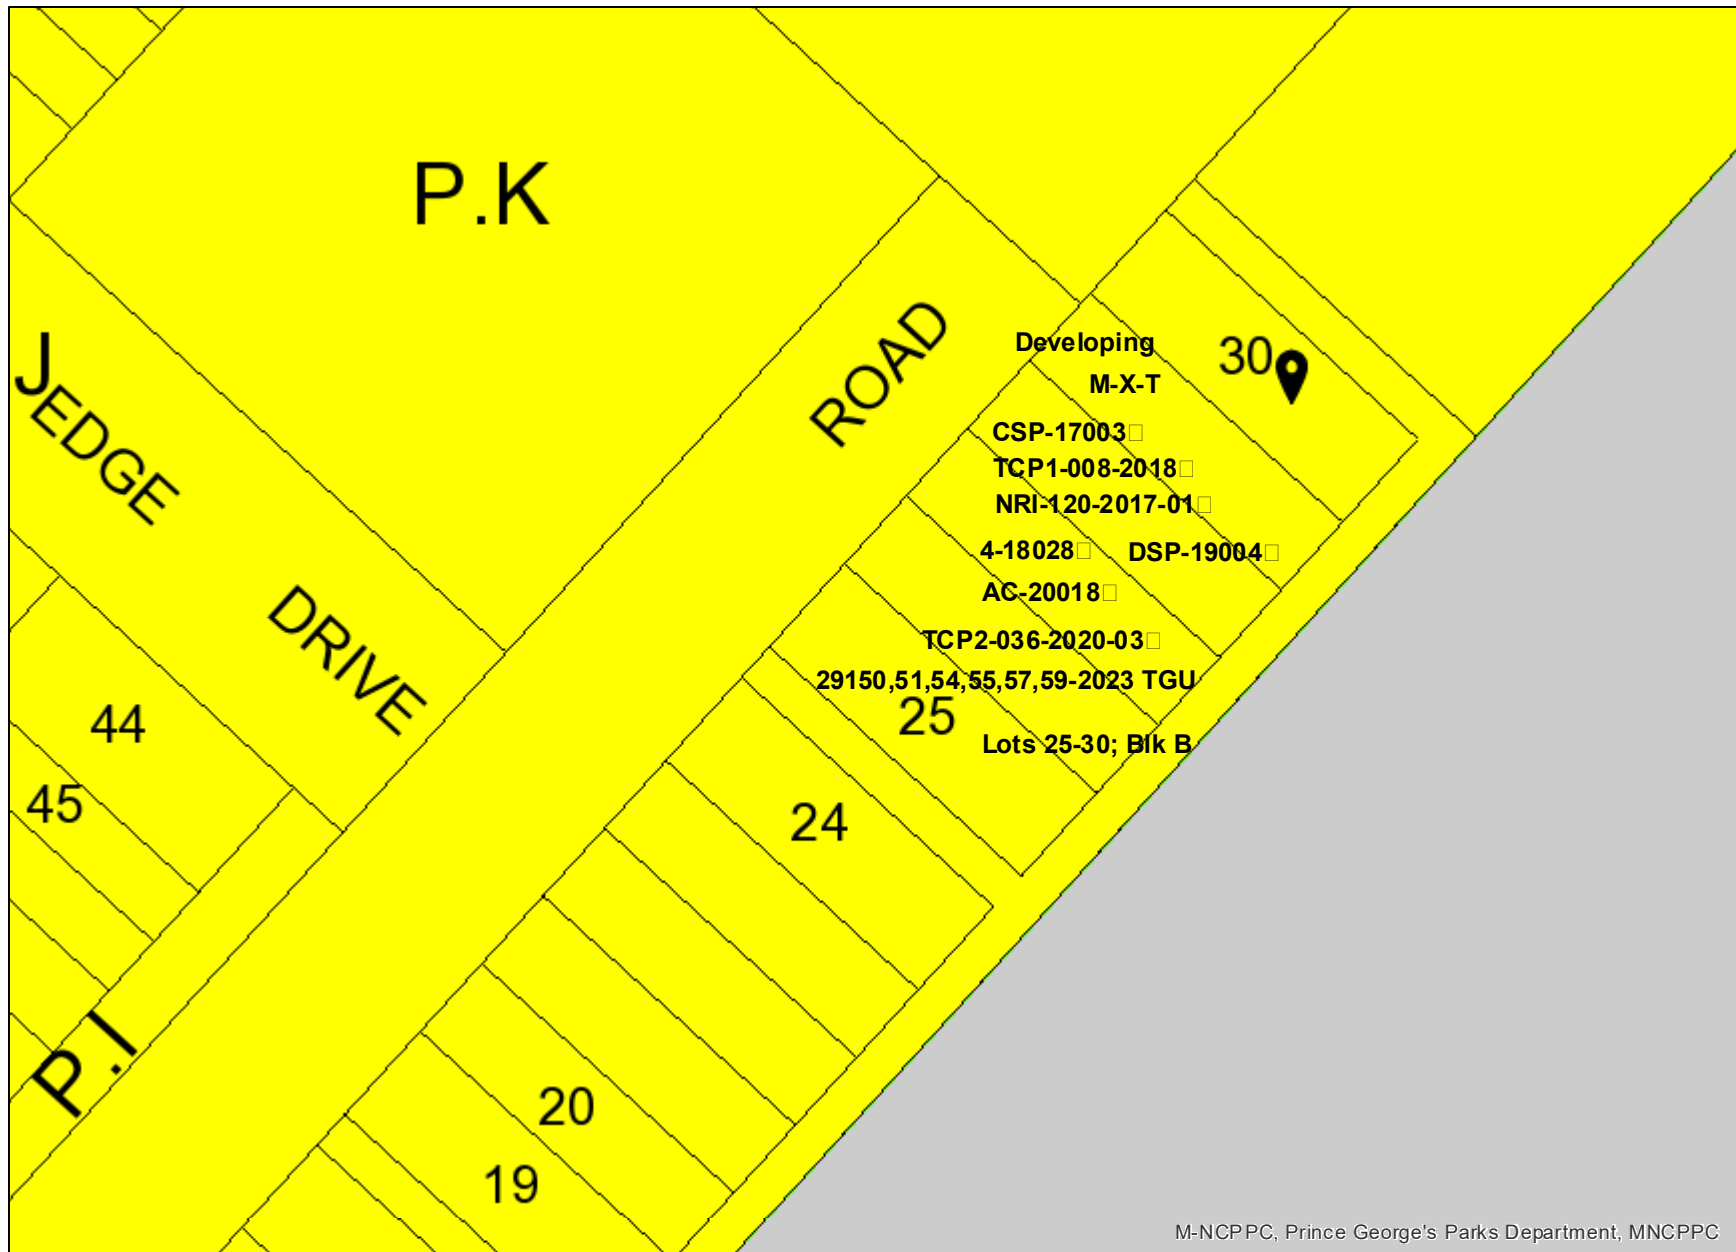 P.K
ROAD
30
Developing
M-X-T
JEDGE
CSP-17003□
TCP1-008-2018□
NRI-120-2017-01□
4-18028□ DSP-19004□
AC-20018□
DRIVE
TCP2-036-2020-03□
29150,51,54,55,57,59-2023 TGU
44
25
Lots 25-30; Blk B
45
24
P.I
20
19
M-NCPPC, Prince George's Parks Department, MNCPPC